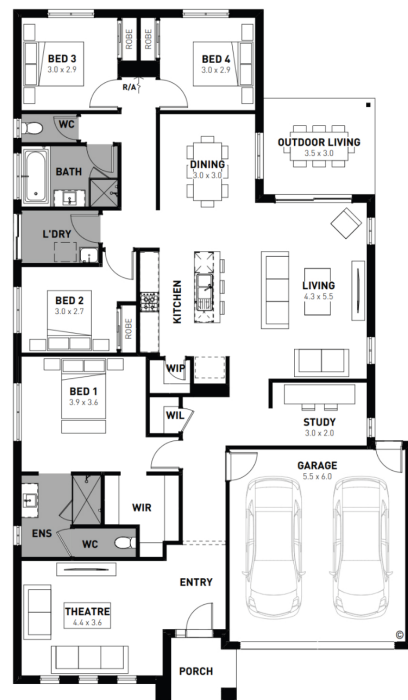 BED 3
3.0 x 2.9
ROBE
ROBE
BED 4
3.0 x 2.9
R/A
WC
OUTDOOR LIVING
3.5 x 3.0
DINING
3.0 x 3.0
BATH
L'DRY
KITCHEN
LIVING
4.3 x 5.5
BED 2
3.0 x 2.7
ROBE
WIP
BED 1
3.9 x 3.6
WIL
STUDY
3.0 x 2.0
GARAGE
5.5 x 6.0
WIR
ENS
WC
ENTRY
THEATRE
4.4 x 3.6
©
PORCH